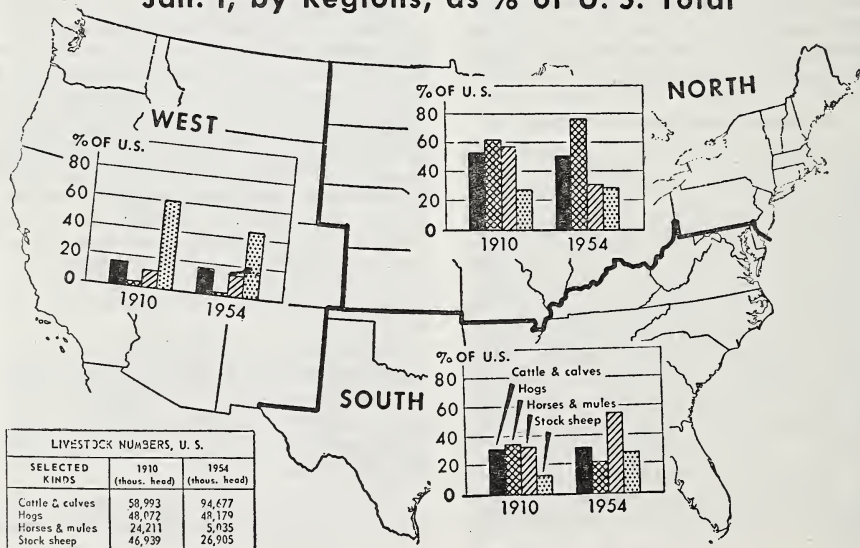 Jan. 1, by Regions, as % of U. S. Total
NORTH
% OF U. S.
80
60
40
20
0
1910 1954
WEST
% OF U.S.
80
60
40
20
0
1910 1954
SOUTH
% OF U.S.
80
60
40
20
0
Cattle & calves
Hogs
Horses & mules
Stock sheep
1910 1954
LIVESTOCK NUMBERS, U. S.
SELECTED KINDS 1910 (thous. head) 1954 (thous. head)
Cattle & calves 58,993 94,677
Hogs 48,072 48,179
Horses & mules 24,211 5,035
Stock sheep 46,939 26,905